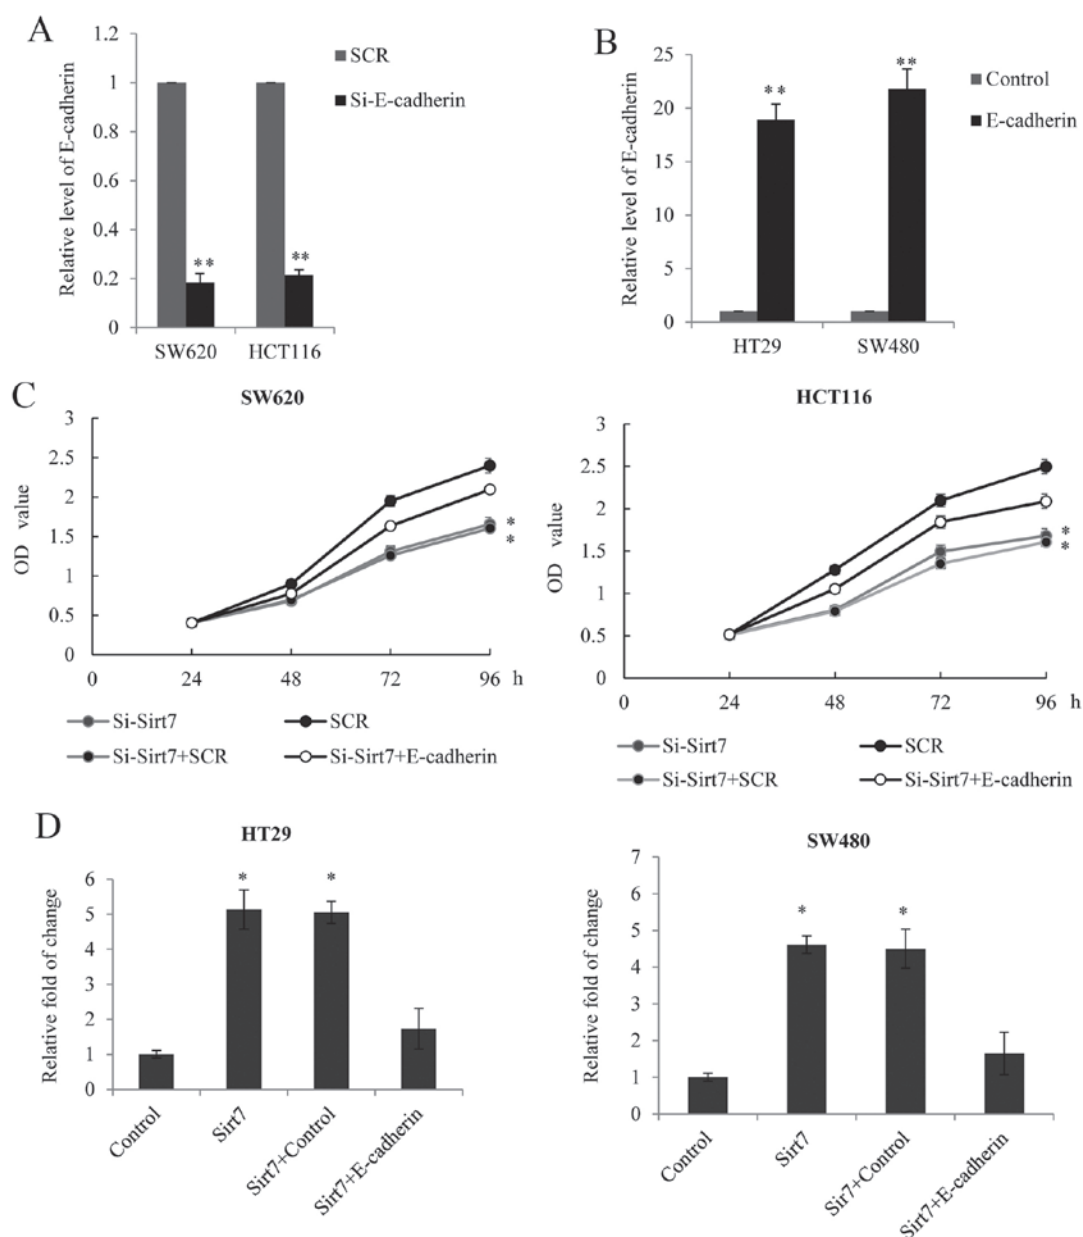 A
1.2
1
0.8
0.6
0.4
0.2
0
Relative level of E-cadherin
SCR
Si-E-cadherin
**
**
SW620
HCT116
B
25
20
15
10
5
0
Relative level of E-cadherin
Control
E-cadherin
**
**
HT29
SW480
C
SW620
3
2.5
2
1.5
1
0.5
0
OD value
*
*
0 24 48 72 96 h
Si-Sirt7
SCR
Si-Sirt7+SCR
Si-Sirt7+E-cadherin
HCT116
3
2.5
2
1.5
1
0.5
0
OD value
*
*
0 24 48 72 96 h
Si-Sirt7
SCR
Si-Sirt7+SCR
Si-Sirt7+E-cadherin
D
HT29
6
5
4
3
2
1
0
Relative fold of change
*
*
Control
Sirt7
Sirt7+Control
Sirt7+E-cadherin
SW480
7
6
5
4
3
2
1
0
Relative fold of change
*
*
Control
Sirt7
Sir7+Control
Sirt7+E-cadherin